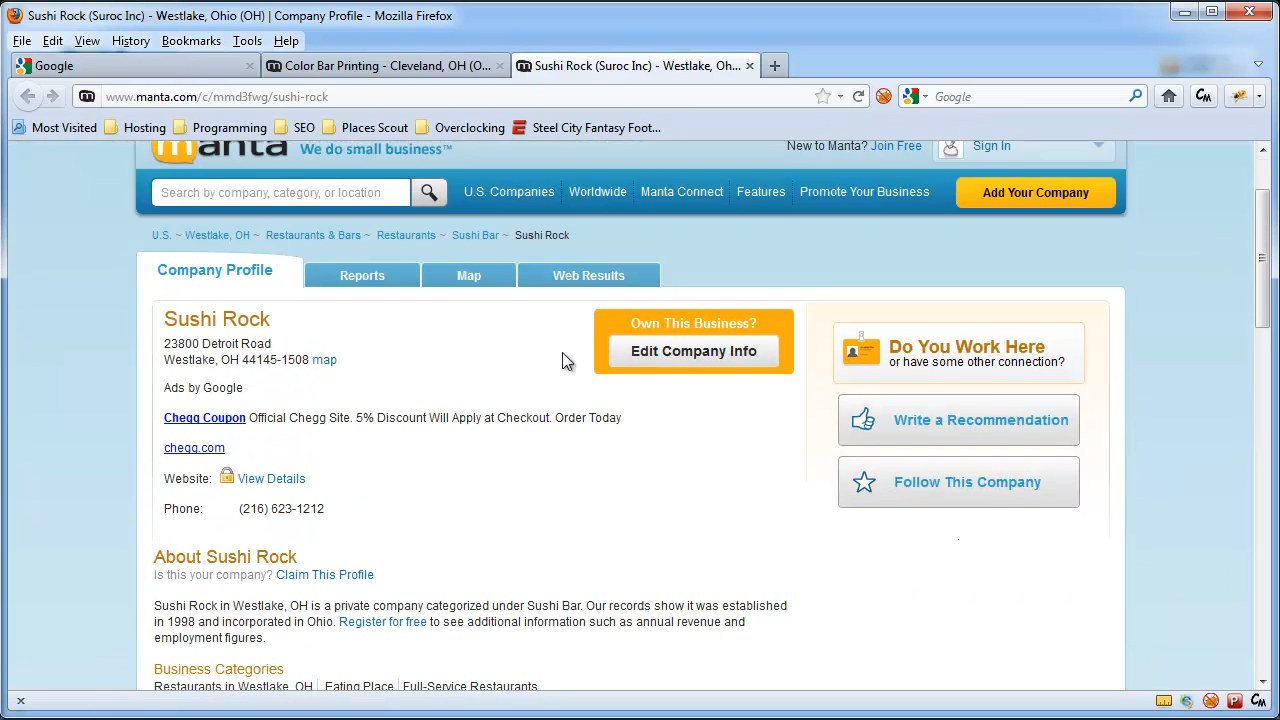 Sushi Rock (Suroc Inc) - Westlake, Ohio (OH) | Company Profile - Mozilla Firefox
File Edit View History Bookmarks Tools Help
Google
Color Bar Printing - Cleveland, OH (O...
Sushi Rock (Suroc Inc) - Westlake, Oh...
www.manta.com/c/mmd3fwg/sushi-rock
Google
Most Visited Hosting Programming SEO Places Scout Overclocking Steel City Fantasy Foot...
manta We do small business™
New to Manta? Join Free Sign In
Search by company, category, or location
U.S. Companies Worldwide Manta Connect Features Promote Your Business Add Your Company
U.S. ~ Westlake, OH ~ Restaurants & Bars ~ Restaurants ~ Sushi Bar ~ Sushi Rock
Company Profile Reports Map Web Results
Sushi Rock
23800 Detroit Road
Westlake, OH 44145-1508 map
Own This Business?
Edit Company Info
Do You Work Here
or have some other connection?
Ads by Google
Chegg Coupon Official Chegg Site. 5% Discount Will Apply at Checkout. Order Today
chegg.com
Write a Recommendation
Website: View Details
Follow This Company
Phone: (216) 623-1212
About Sushi Rock
Is this your company? Claim This Profile
Sushi Rock in Westlake, OH is a private company categorized under Sushi Bar. Our records show it was established
in 1998 and incorporated in Ohio. Register for free to see additional information such as annual revenue and
employment figures.
Business Categories
Restaurants in Westlake, OH | Eating Place | Full-Service Restaurants